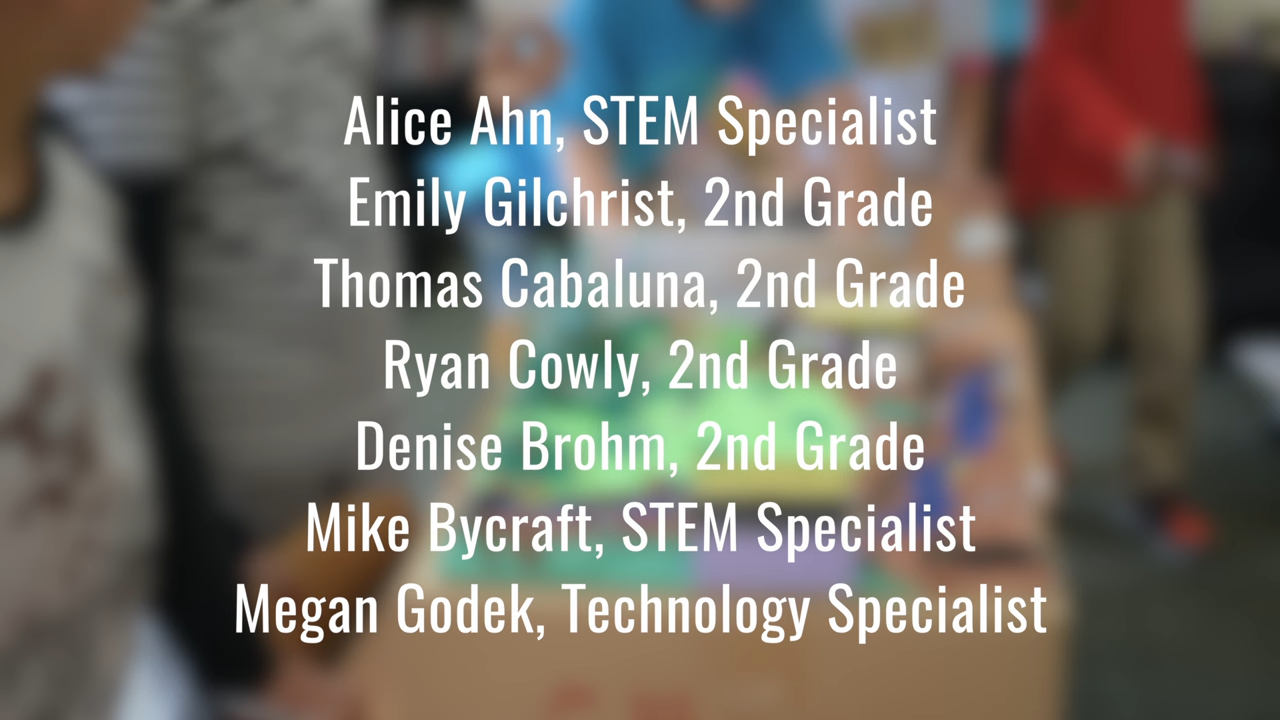 Alice Ahn, STEM Specialist
Emily Gilchrist, 2nd Grade
Thomas Cabaluna, 2nd Grade
Ryan Cowly, 2nd Grade
Denise Brohm, 2nd Grade
Mike Bycraft, STEM Specialist
Megan Godek, Technology Specialist